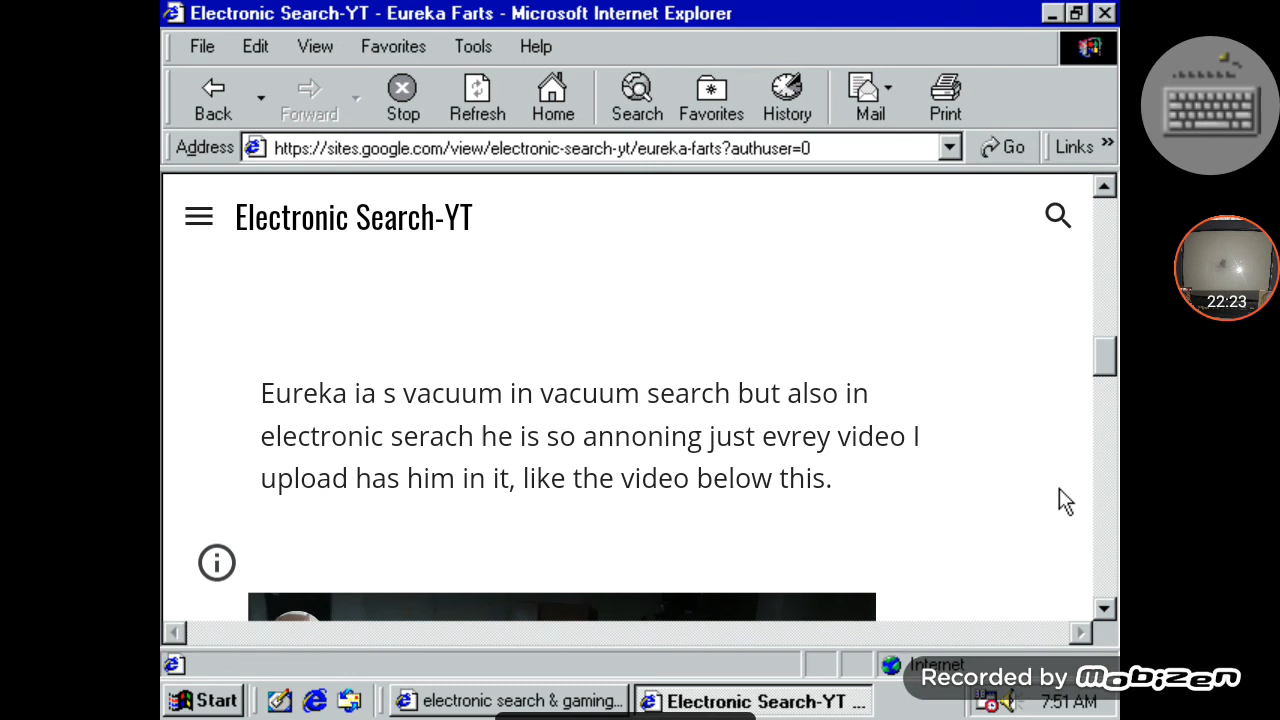 Electronic Search-YT - Eureka Farts - Microsoft Internet Explorer
File Edit View Favorites Tools Help
Back Forward Stop Refresh Home Search Favorites History Mail Print
Address https://sites.google.com/view/electronic-search-yt/eureka-farts?authuser=0 Go Links »
Electronic Search-YT
22:23
Eureka ia s vacuum in vacuum search but also in
electronic serach he is so annoning just evrey video I
upload has him in it, like the video below this.
Internet
Recorded by mobizen
Start electronic search & gaming... Electronic Search-YT ... 7:51 AM